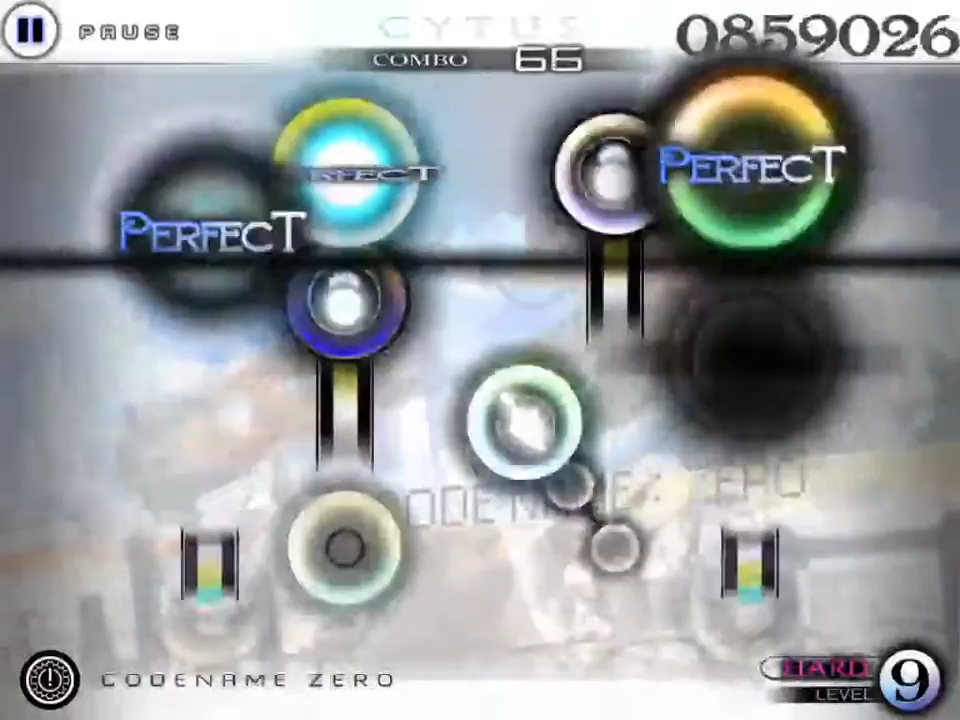 PAUSE
CYTUS
0859026
COMBO 66
PERFECT
PERFECT
CODENAME ZERO
HARD
LEVEL
9